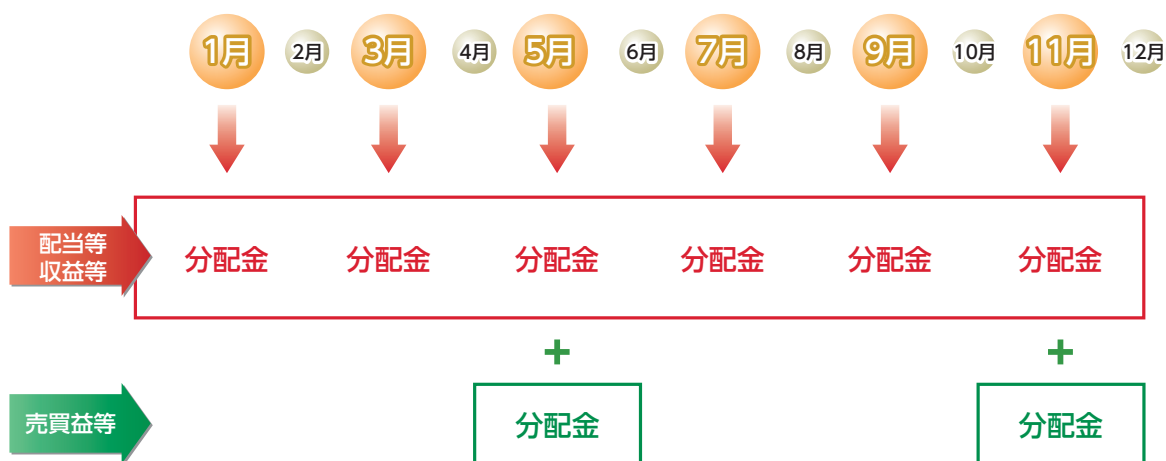 1月 2月 3月 4月 5月 6月 7月 8月 9月 10月 11月 12月
配当等
収益等
分配金 分配金 分配金 分配金 分配金 分配金
+ +
売買益等
分配金 分配金